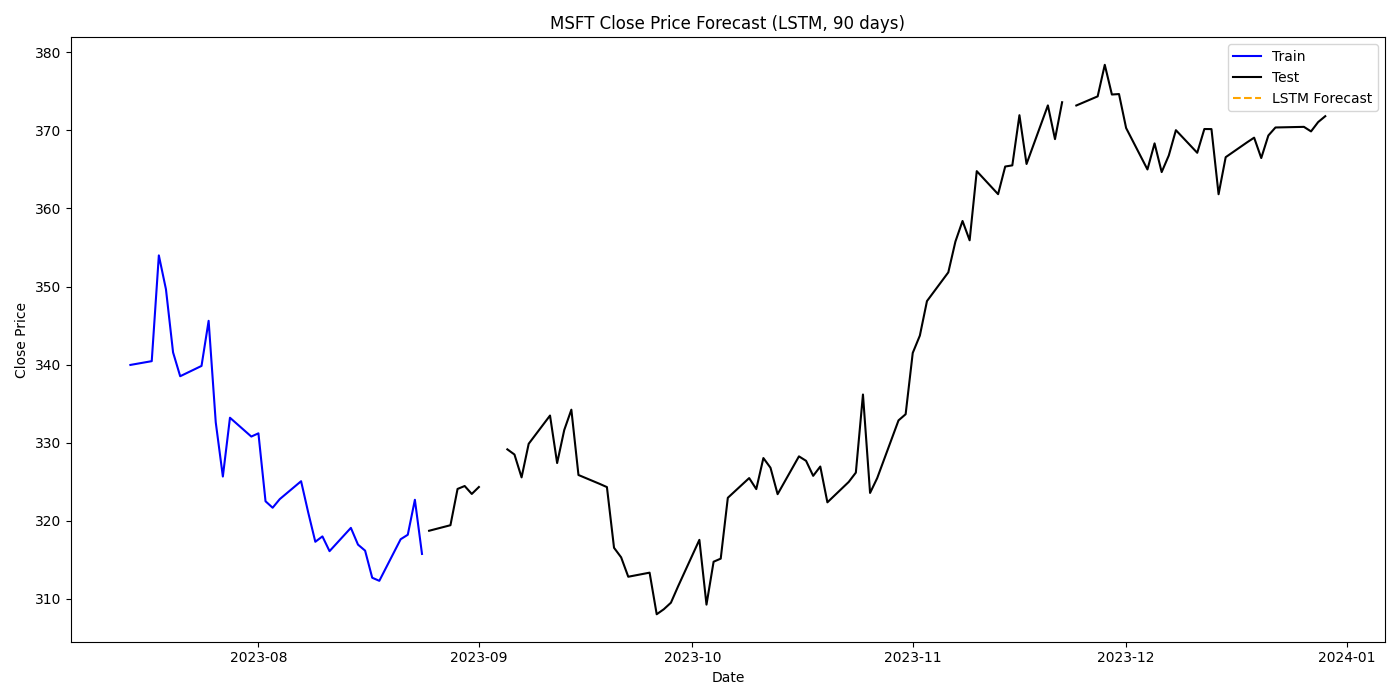 MSFT Close Price Forecast (LSTM, 90 days)
Train
Test
LSTM Forecast
Close Price
380
370
360
350
340
330
320
310
2023-08
2023-09
2023-10
2023-11
2023-12
2024-01
Date